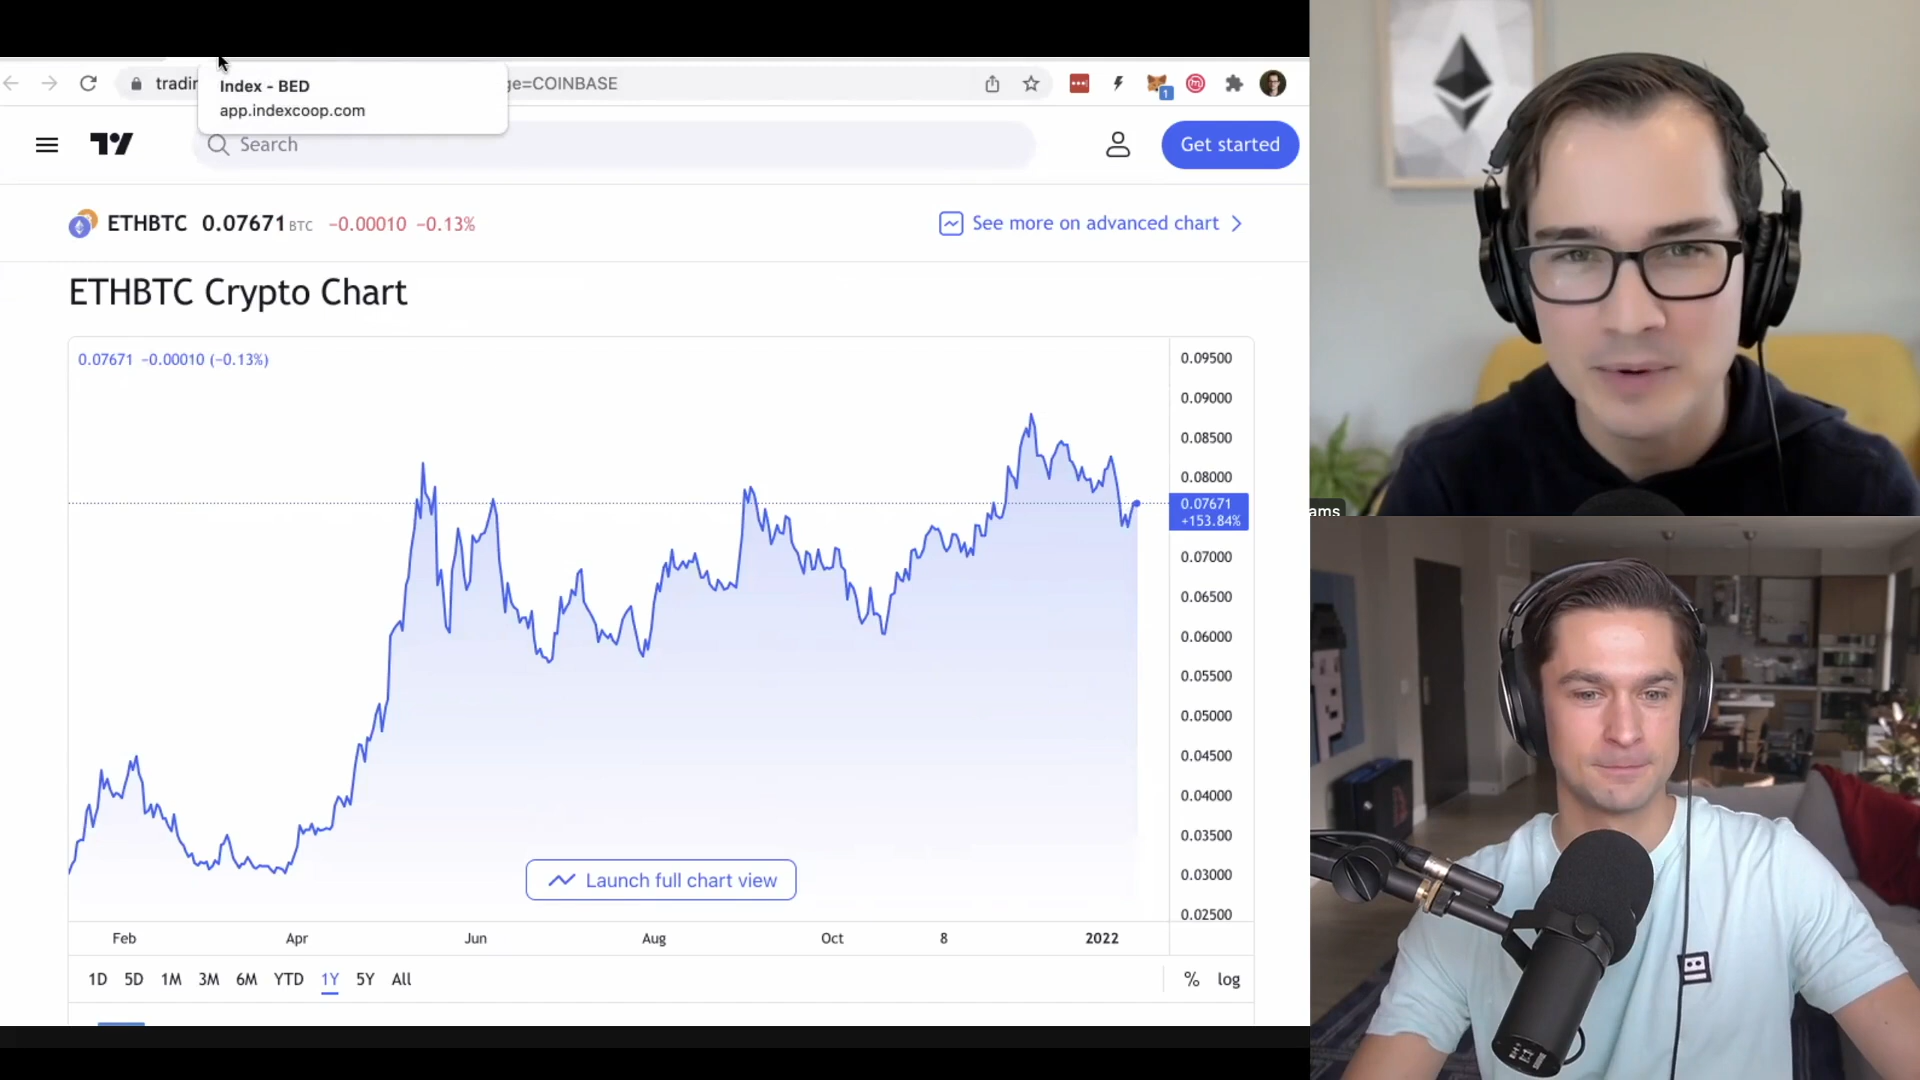 Index - BED
tradin
ge=COINBASE
app.indexcoop.com
1
Search
Get started
ETHBTC 0.07671 BTC −0.00010 −0.13%
See more on advanced chart
ETHBTC Crypto Chart
0.07671 −0.00010 (−0.13%)
0.09500
0.09000
0.08500
0.08000
0.07671
+153.84%
0.07000
0.06500
0.06000
0.05500
0.05000
0.04500
0.04000
0.03500
0.03000
0.02500
Launch full chart view
Feb Apr Jun Aug Oct 8 2022
1D 5D 1M 3M 6M YTD 1Y 5Y All
% log
ams